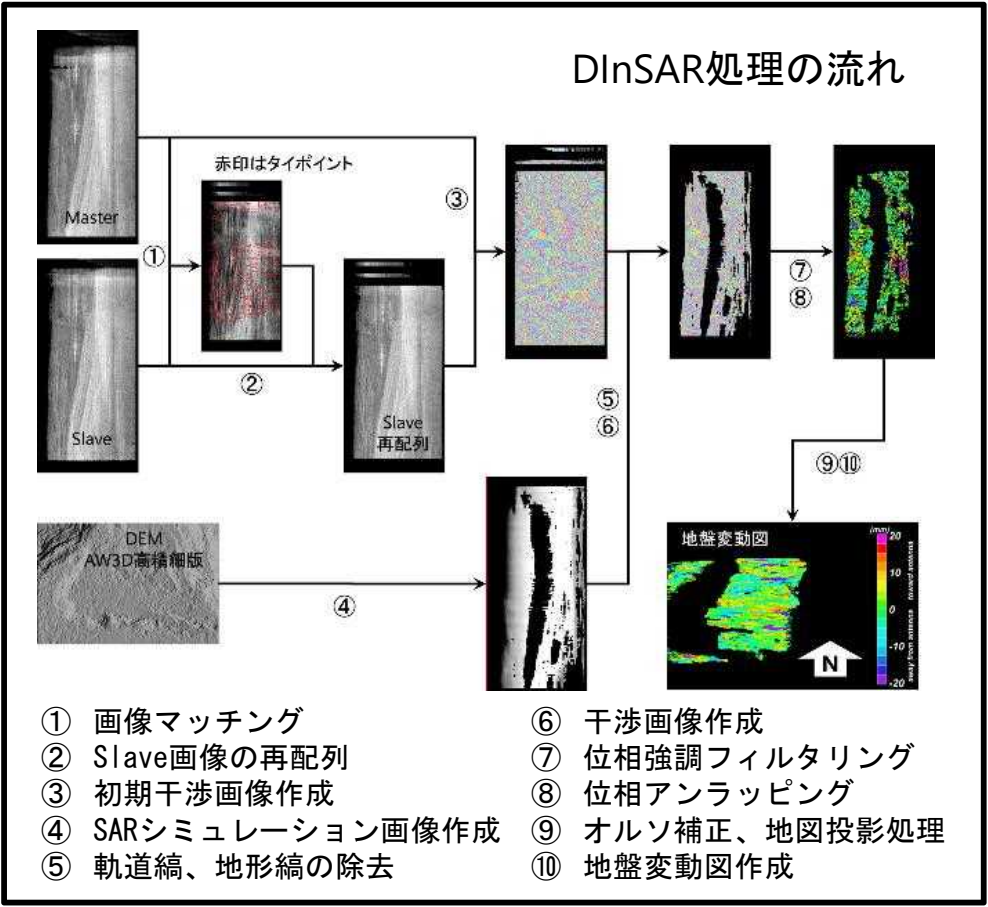 DInSAR処理の流れ
赤印はタイポイント
Master
①
③
⑦
⑧
②
Slave
Slave
再配列
⑤
⑥
⑨⑩
DEM
AW3D高精細版
④
地盤変動図
(mm)
20
10
0
-10
-20
toward antenna
away from antenna
N
① 画像マッチング
② Slave画像の再配列
③ 初期干渉画像作成
④ SARシミュレーション画像作成
⑤ 軌道縞、地形縞の除去
⑥ 干渉画像作成
⑦ 位相強調フィルタリング
⑧ 位相アンラッピング
⑨ オルソ補正、地図投影処理
⑩ 地盤変動図作成